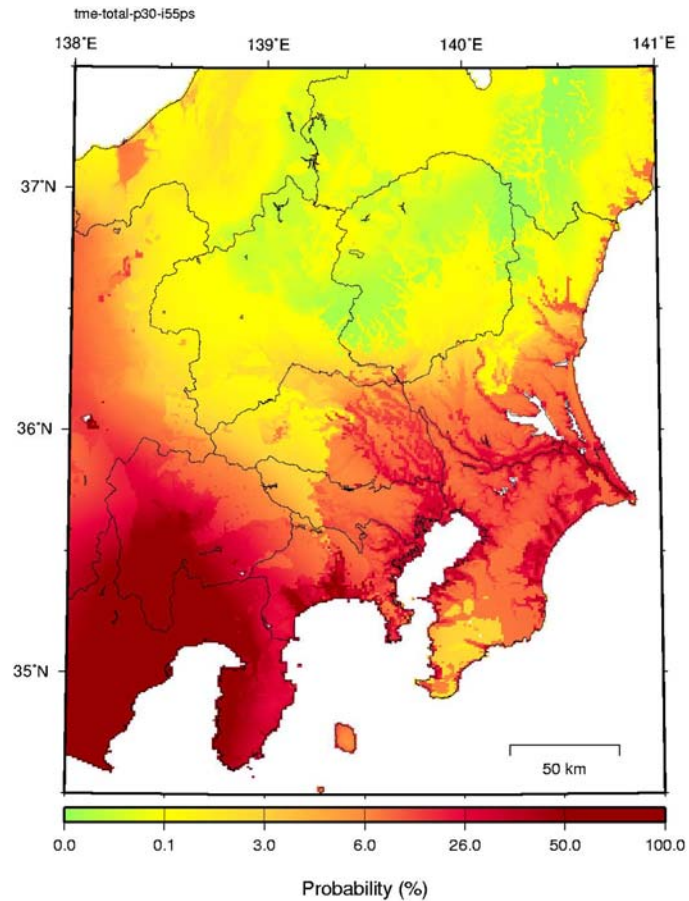 tme-total-p30-i55ps
138˚E 139˚E 140˚E 141˚E
37˚N
36˚N
35˚N
50 km
0.0 0.1 3.0 6.0 26.0 50.0 100.0
Probability (%)